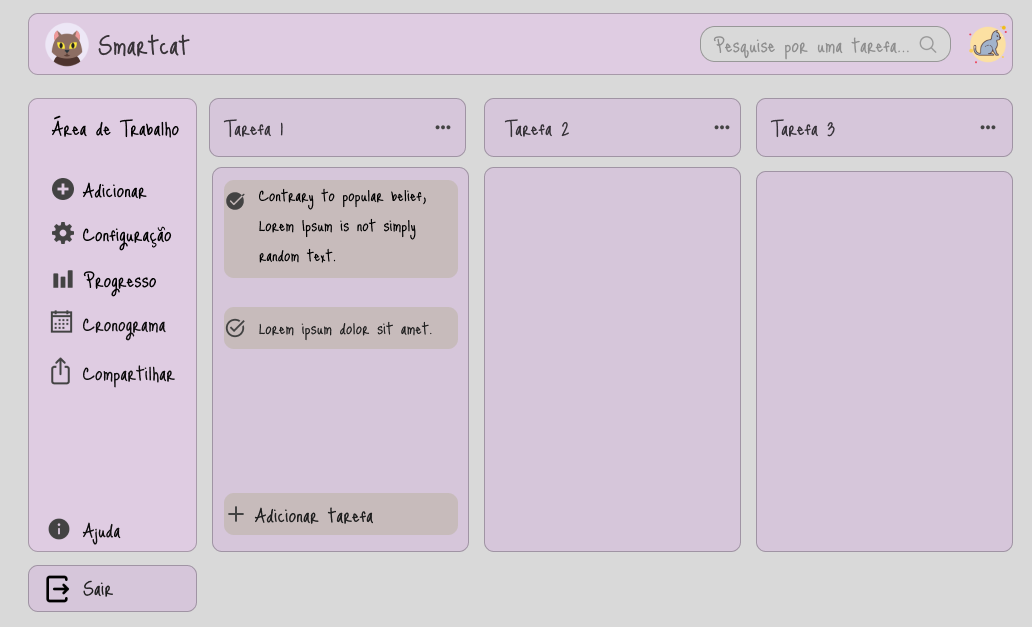 Smartcat
Pesquise por uma tarefa...
Área de Trabalho
Adicionar
Configuração
Progresso
Cronograma
Compartilhar
Ajuda
Sair
Tarefa 1
Contrary to popular belief,
Lorem Ipsum is not simply
random text.
Lorem ipsum dolor sit amet.
Adicionar tarefa
Tarefa 2
Tarefa 3